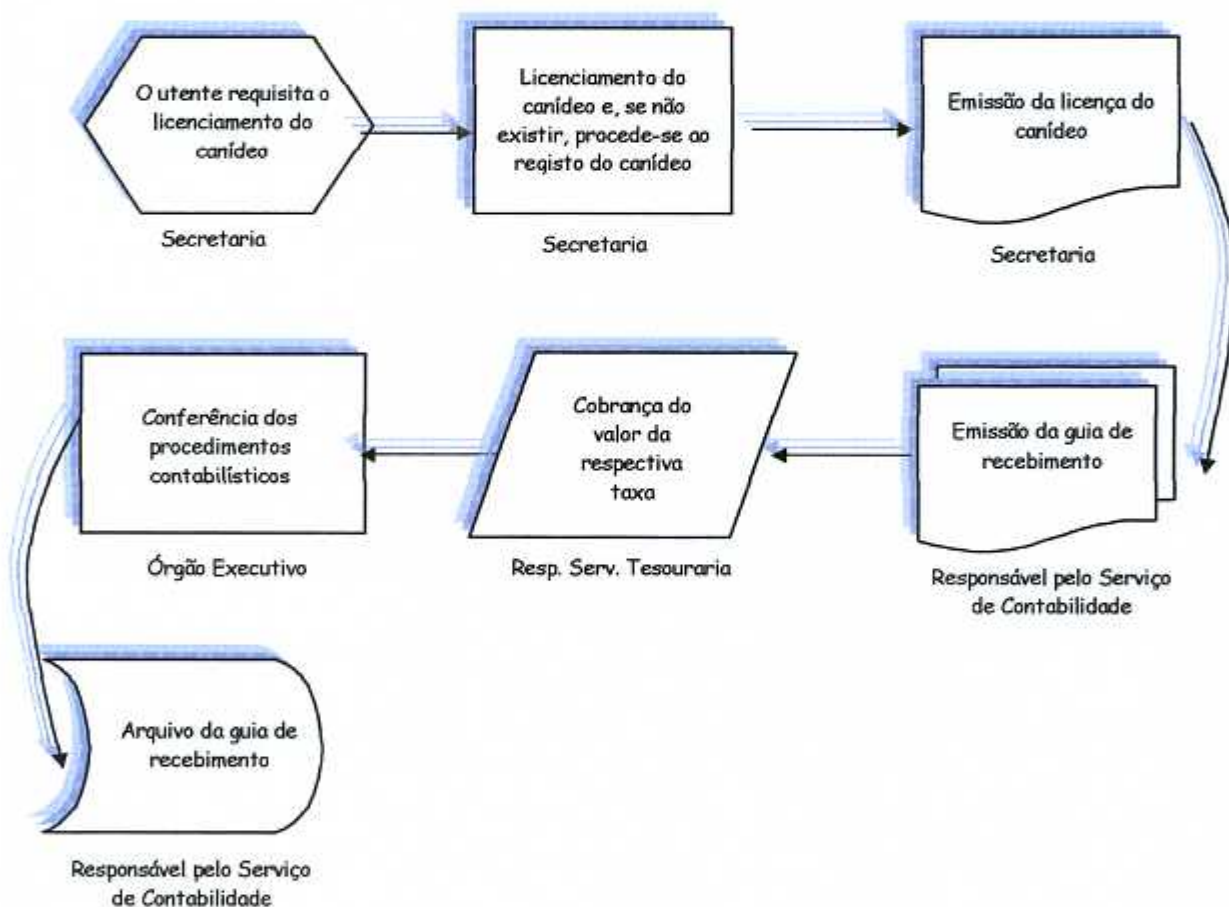 O utente requisita o
licenciamento do
canídeo
Secretaria
Licenciamento do
canídeo e, se não
existir, procede-se ao
registo do canídeo
Secretaria
Emissão da licença do
canídeo
Secretaria
Emissão da guia de
recebimento
Responsável pelo Serviço
de Contabilidade
Cobrança do
valor da
respectiva
taxa
Resp. Serv. Tesouraria
Conferência dos
procedimentos
contabilísticos
Órgão Executivo
Arquivo da guia de
recebimento
Responsável pelo Serviço
de Contabilidade